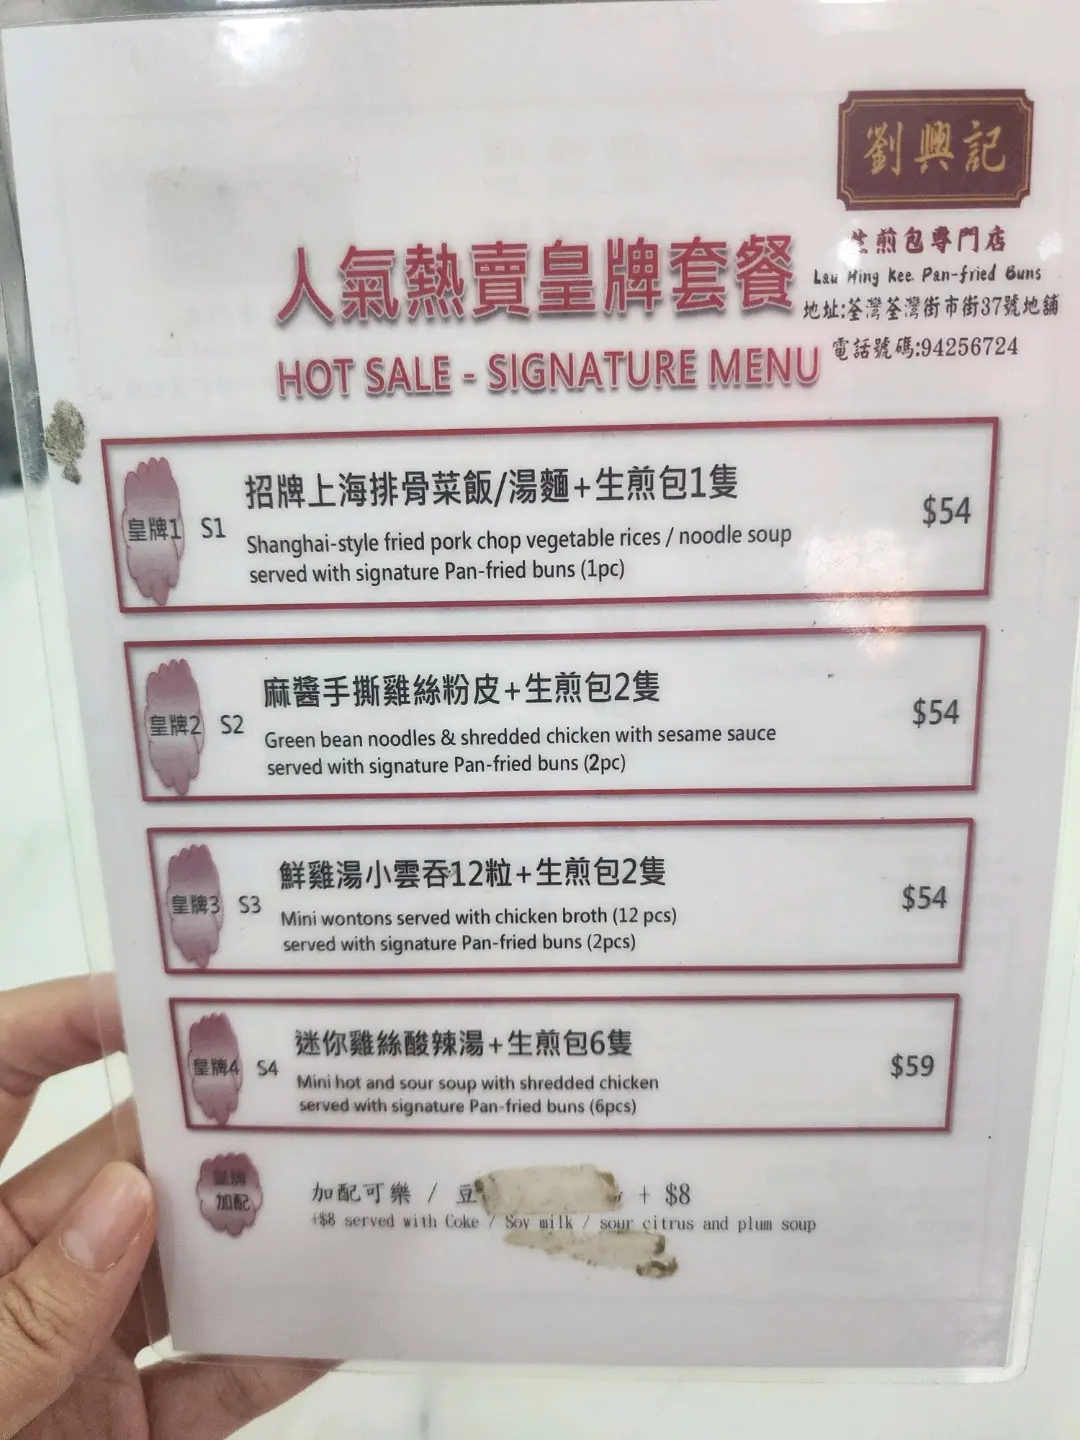 劉興記
生煎包專門店
Lau Hing Kee Pan-fried Buns
地址:荃灣荃灣街市街37號地舖
電話號碼:94256724
人氣熱賣皇牌套餐
HOT SALE - SIGNATURE MENU
皇牌1 S1 招牌上海排骨菜飯/湯麵+生煎包1隻 $54
Shanghai-style fried pork chop vegetable rices / noodle soup
served with signature Pan-fried buns (1pc)
皇牌2 S2 麻醬手撕雞絲粉皮+生煎包2隻 $54
Green bean noodles & shredded chicken with sesame sauce
served with signature Pan-fried buns (2pc)
皇牌3 S3 鮮雞湯小雲吞12粒+生煎包2隻 $54
Mini wontons served with chicken broth (12 pcs)
served with signature Pan-fried buns (2pcs)
皇牌4 S4 迷你雞絲酸辣湯+生煎包6隻 $59
Mini hot and sour soup with shredded chicken
served with signature Pan-fried buns (6pcs)
皇牌
加配
加配可樂 / 豆 + $8
+$8 served with Coke / Soy milk / sour citrus and plum soup